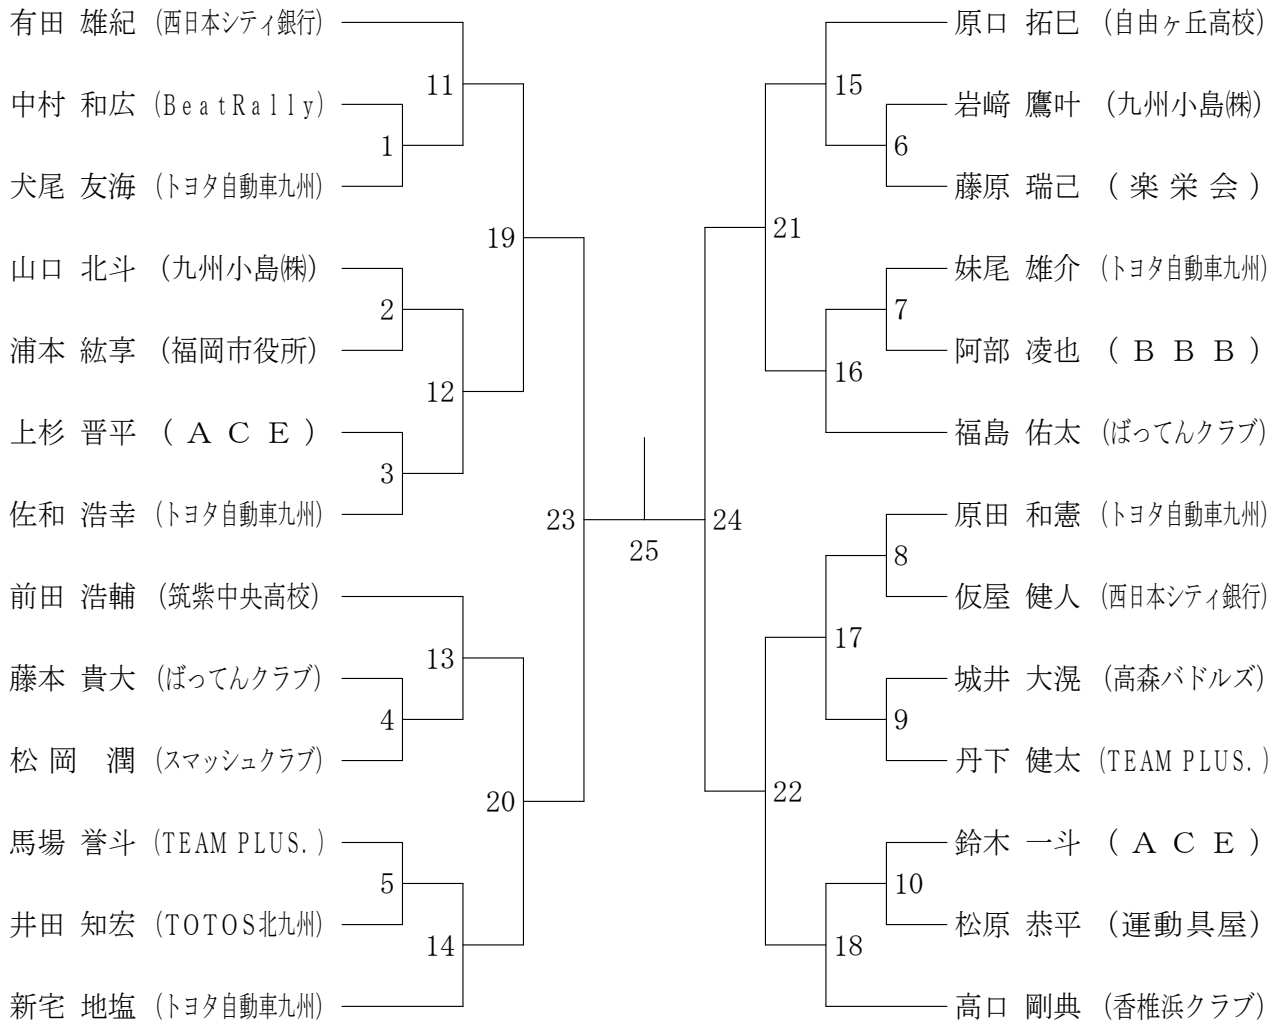 有田 雄紀 (西日本シティ銀行)
中村 和広 (BeatRally)
犬尾 友海 (トヨタ自動車九州)
山口 北斗 (九州小島㈱)
浦本 紘享 (福岡市役所)
上杉 晋平 (ACE)
佐和 浩幸 (トヨタ自動車九州)
前田 浩輔 (筑紫中央高校)
藤本 貴大 (ばってんクラブ)
松岡 潤 (スマッシュクラブ)
馬場 誉斗 (TEAM PLUS.)
井田 知宏 (TOTOS北九州)
新宅 地塩 (トヨタ自動車九州)
1
2
3
4
5
11
12
13
14
19
20
23
25
24
21
22
15
16
17
18
6
7
8
9
10
原口 拓巳 (自由ヶ丘高校)
岩﨑 鷹叶 (九州小島㈱)
藤原 瑞己 (楽栄会)
妹尾 雄介 (トヨタ自動車九州)
阿部 凌也 (BBB)
福島 佑太 (ばってんクラブ)
原田 和憲 (トヨタ自動車九州)
仮屋 健人 (西日本シティ銀行)
城井 大滉 (高森バドルズ)
丹下 健太 (TEAM PLUS.)
鈴木 一斗 (ACE)
松原 恭平 (運動具屋)
高口 剛典 (香椎浜クラブ)